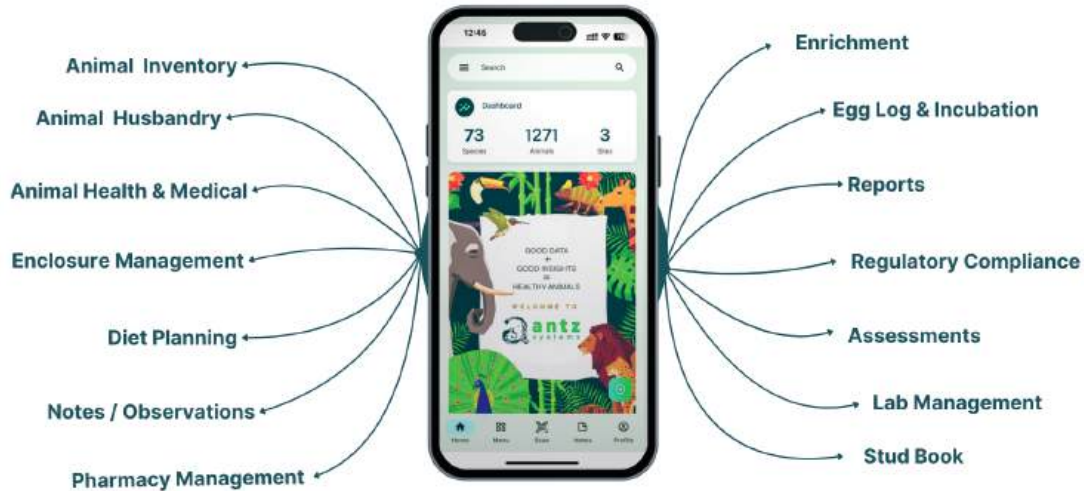 Animal Inventory
Animal Husbandry
Animal Health & Medical
Enclosure Management
Diet Planning
Notes / Observations
Pharmacy Management
12:46
Search
Dashboard
73 1271 3
Species Animals Sites
GOOD DATA
+
GOOD INSIGHTS
=
HEALTHY ANIMALS
WELCOME TO
antz
systems
Home Menu Scan Notes Profile
Enrichment
Egg Log & Incubation
Reports
Regulatory Compliance
Assessments
Lab Management
Stud Book